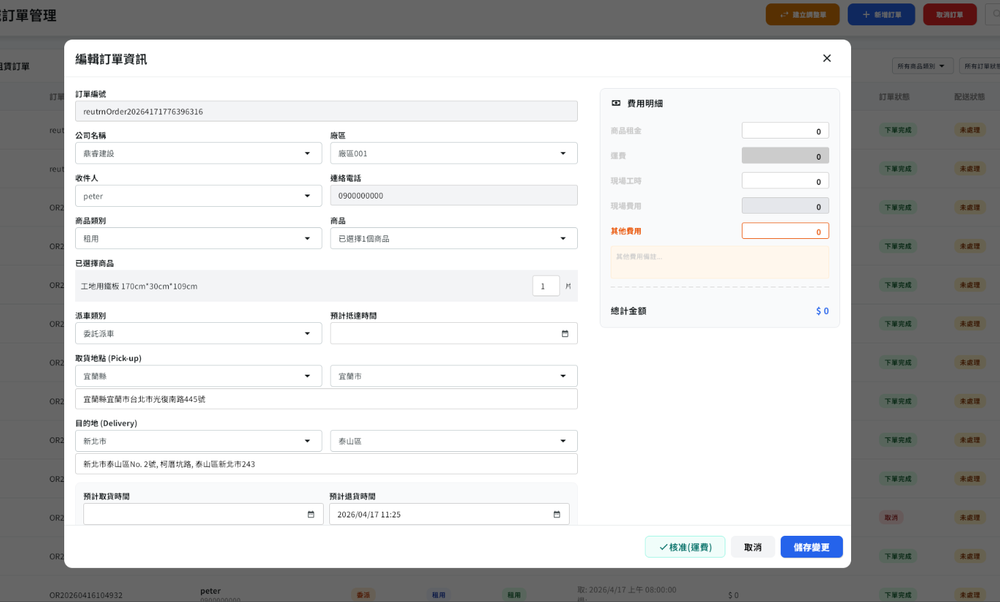 訂單管理
建立調整單
新增訂單
取消訂單
租賃訂單
所有商品類別
所有訂單狀態
訂單
訂單狀態
配送狀態
編輯訂單資訊
訂單編號
reutrnOrder20264171776396316
公司名稱
廠區
鼎睿建設
廠區001
收件人
連絡電話
peter
0900000000
商品類別
商品
租用
已選擇1個商品
已選擇商品
工地用鐵板 170cm*30cm*109cm
1
片
派車類別
預計抵達時間
委託派車
取貨地點 (Pick-up)
宜蘭縣
宜蘭市
宜蘭縣宜蘭市台北市光復南路445號
目的地 (Delivery)
新北市
泰山區
新北市泰山區No. 2號, 柯厝坑路, 泰山區新北市243
預計取貨時間
預計退貨時間
2026/04/17 11:25
費用明細
商品租金
0
運費
0
現場工時
0
現場費用
0
其他費用
0
其他費用備註...
總計金額
$ 0
核准(運費)
取消
儲存變更
reut
下單完成
未處理
reut
下單完成
未處理
OR2
下單完成
未處理
OR2
下單完成
未處理
OR2
下單完成
未處理
OR2
下單完成
未處理
OR2
下單完成
未處理
OR2
下單完成
未處理
OR2
下單完成
未處理
OR2
下單完成
未處理
OR2
取消
未處理
OR2
下單完成
未處理
OR20260416104932
peter
0900000000
委派
租用
租用
取: 2026/4/17 上午 08:00:00
$ 0
下單完成
未處理